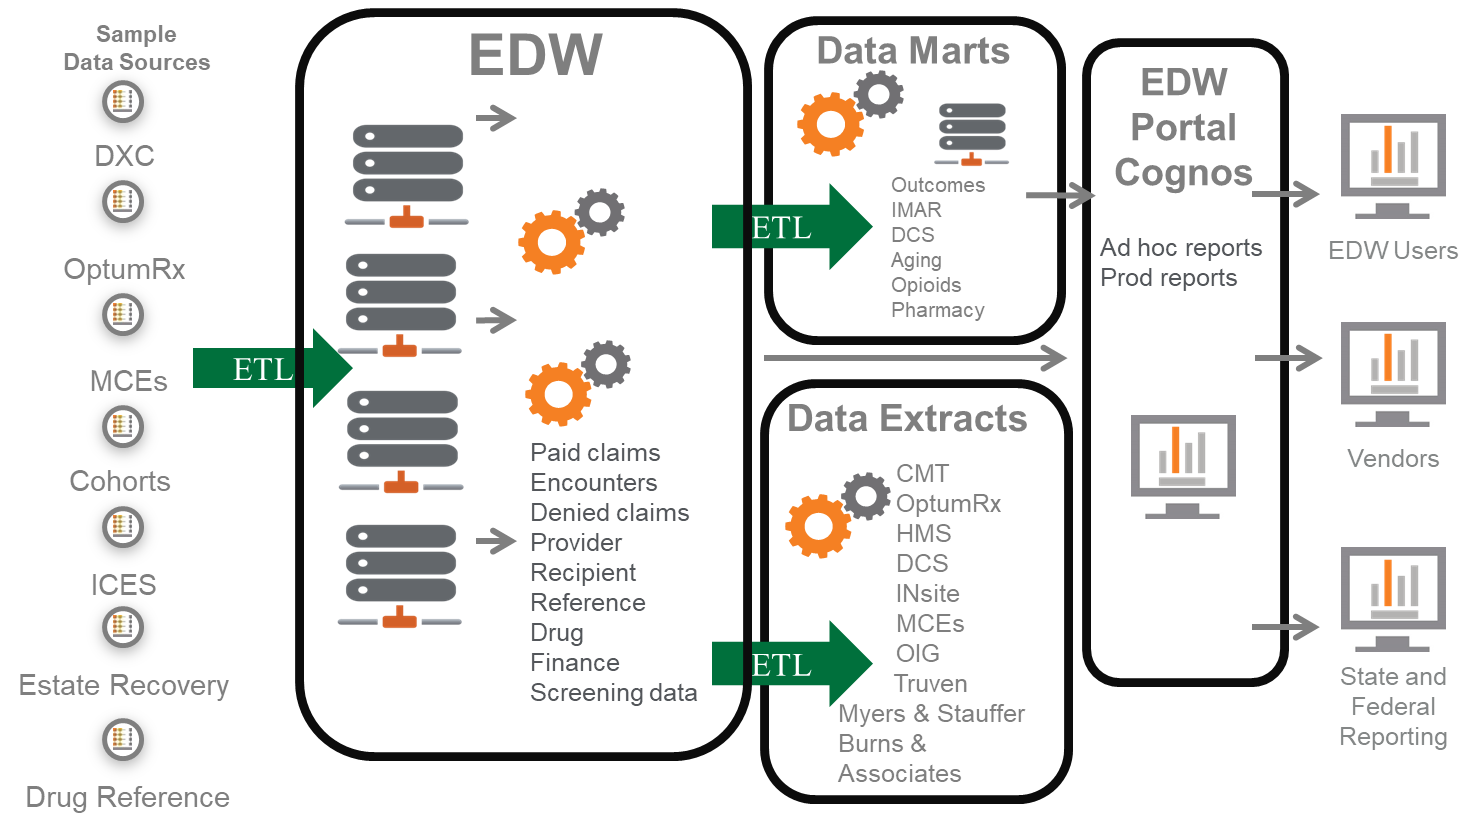 Sample
Data Sources
DXC
OptumRx
MCEs
Cohorts
ICES
Estate Recovery
Drug Reference
ETL
EDW
Paid claims
Encounters
Denied claims
Provider
Recipient
Reference
Drug
Finance
Screening data
ETL
Data Marts
Outcomes
IMAR
DCS
Aging
Opioids
Pharmacy
ETL
Data Extracts
CMT
OptumRx
HMS
DCS
INsite
MCEs
OIG
Truven
Myers & Stauffer
Burns &
Associates
EDW
Portal
Cognos
Ad hoc reports
Prod reports
EDW Users
Vendors
State and
Federal
Reporting